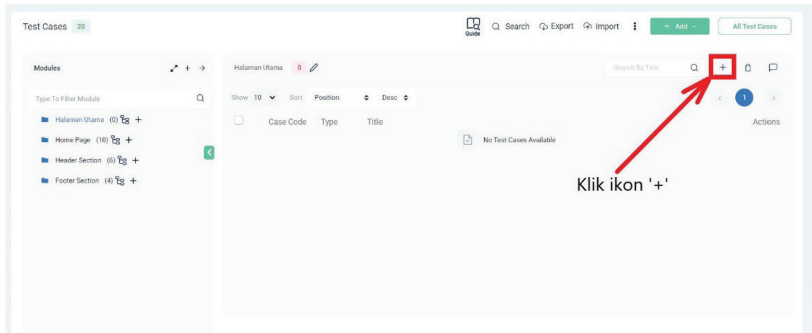 Test Cases 20
Guide Search Export Import + Add All Test Cases
Modules
Type To Filter Module
Halaman Utama (0) +
Home Page (10) +
Header Section (6) +
Footer Section (4) +
Halaman Utama 0
Search By Title
Show 10 Sort Position Desc
1
Case Code Type Title Actions
No Test Cases Available
Klik ikon '+'